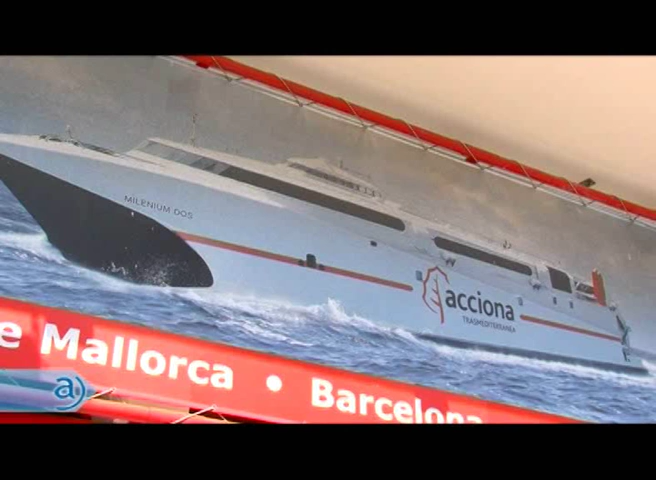 MILENIUM DOS
acciona
TRASMEDITERRANEA
e Mallorca • Barcelona
a)